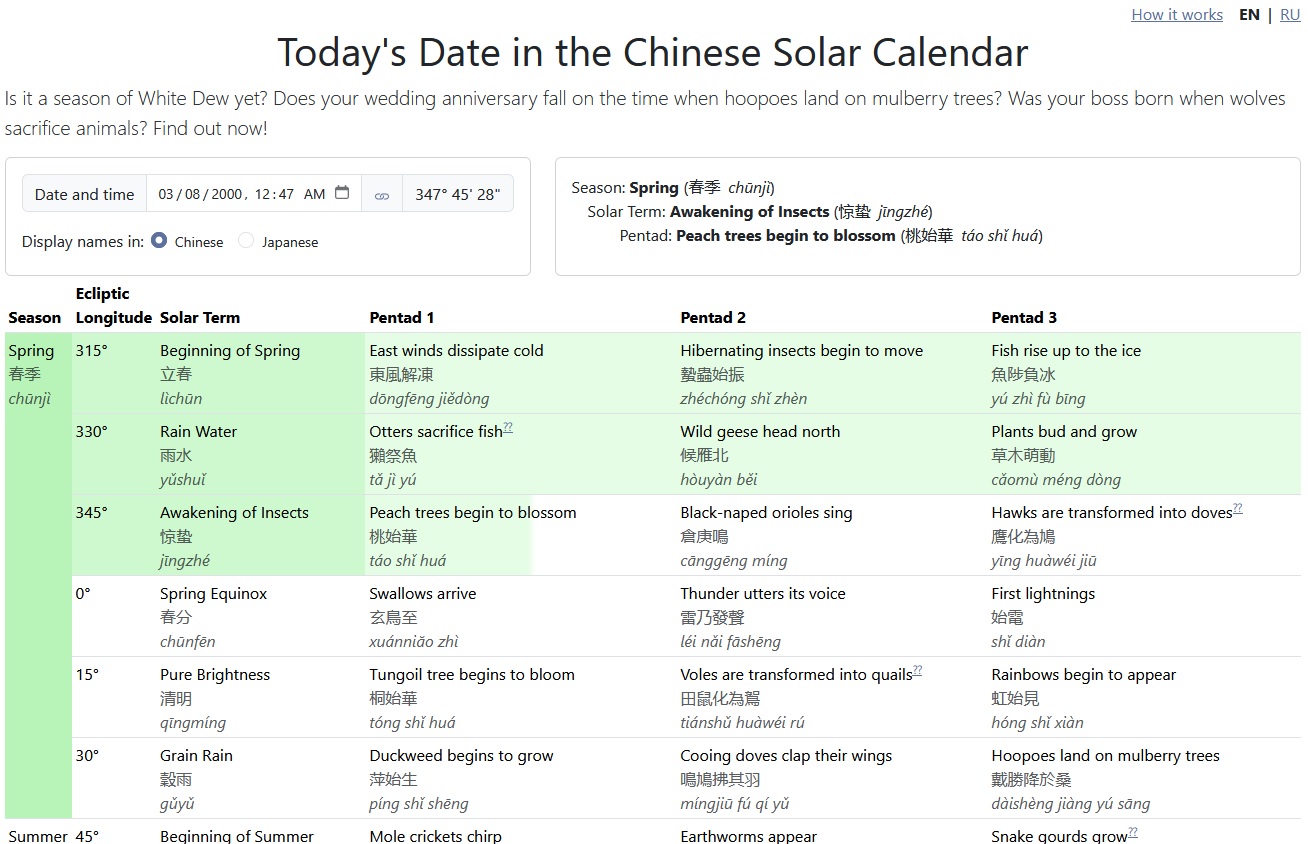 How it works EN | RU
Today's Date in the Chinese Solar Calendar
Is it a season of White Dew yet? Does your wedding anniversary fall on the time when hoopoes land on mulberry trees? Was your boss born when wolves
sacrifice animals? Find out now!
Date and time 03/08/2000, 12:47 AM 347° 45' 28"
Display names in: Chinese Japanese
Season: Spring (春季 chūnjì)
Solar Term: Awakening of Insects (惊蛰 jīngzhé)
Pentad: Peach trees begin to blossom (桃始華 táo shǐ huá)
Season Ecliptic Longitude Solar Term Pentad 1 Pentad 2 Pentad 3
Spring 315° Beginning of Spring East winds dissipate cold Hibernating insects begin to move Fish rise up to the ice
春季 立春 東風解凍 蟄蟲始振 魚陟負冰
chūnjì lìchūn dōngfēng jiědòng zhéchóng shǐ zhèn yú zhì fù bīng
330° Rain Water Otters sacrifice fish?? Wild geese head north Plants bud and grow
雨水 獺祭魚 候雁北 草木萌動
yǔshuǐ tǎ jì yú hòuyàn běi cǎomù méng dòng
345° Awakening of Insects Peach trees begin to blossom Black-naped orioles sing Hawks are transformed into doves??
惊蛰 桃始華 倉庚鳴 鷹化為鳩
jīngzhé táo shǐ huá cānggēng míng yīng huàwéi jiū
0° Spring Equinox Swallows arrive Thunder utters its voice First lightnings
春分 玄鳥至 雷乃發聲 始電
chūnfēn xuánniǎo zhì léi nǎi fāshēng shǐ diàn
15° Pure Brightness Tungoil tree begins to bloom Voles are transformed into quails?? Rainbows begin to appear
清明 桐始華 田鼠化為鴽 虹始見
qīngmíng tóng shǐ huá tiánshǔ huàwéi rú hóng shǐ xiàn
30° Grain Rain Duckweed begins to grow Cooing doves clap their wings Hoopoes land on mulberry trees
穀雨 萍始生 鳴鳩拂其羽 戴勝降於桑
gǔyǔ píng shǐ shēng míngjiū fú qí yǔ dàishèng jiàng yú sāng
Summer 45° Beginning of Summer Mole crickets chirp Earthworms appear Snake gourds grow??